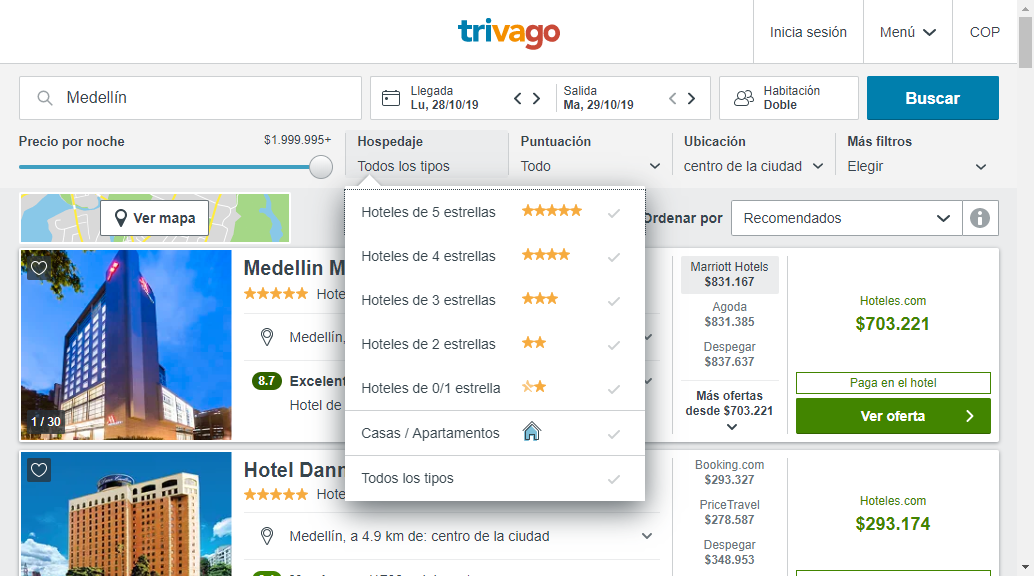 trivago
Inicia sesión
Menú
COP
Medellín
Llegada
Lu, 28/10/19
Salida
Ma, 29/10/19
Habitación
Doble
Buscar
Precio por noche
$1.999.995+
Hospedaje
Todos los tipos
Puntuación
Todo
Ubicación
centro de la ciudad
Más filtros
Elegir
Ver mapa
Ordenar por
Recomendados
Hoteles de 5 estrellas
Hoteles de 4 estrellas
Hoteles de 3 estrellas
Hoteles de 2 estrellas
Hoteles de 0/1 estrella
Casas / Apartamentos
Todos los tipos
1 / 30
Medellin M
Hote
Medellín,
8.7 Excelent
Hotel de
Marriott Hotels
$831.167
Agoda
$831.385
Despegar
$837.637
Más ofertas
desde $703.221
Hoteles.com
$703.221
Paga en el hotel
Ver oferta
Hotel Dann
Hote
Medellín, a 4.9 km de: centro de la ciudad
Booking.com
$293.327
PriceTravel
$278.587
Despegar
$348.953
Hoteles.com
$293.174